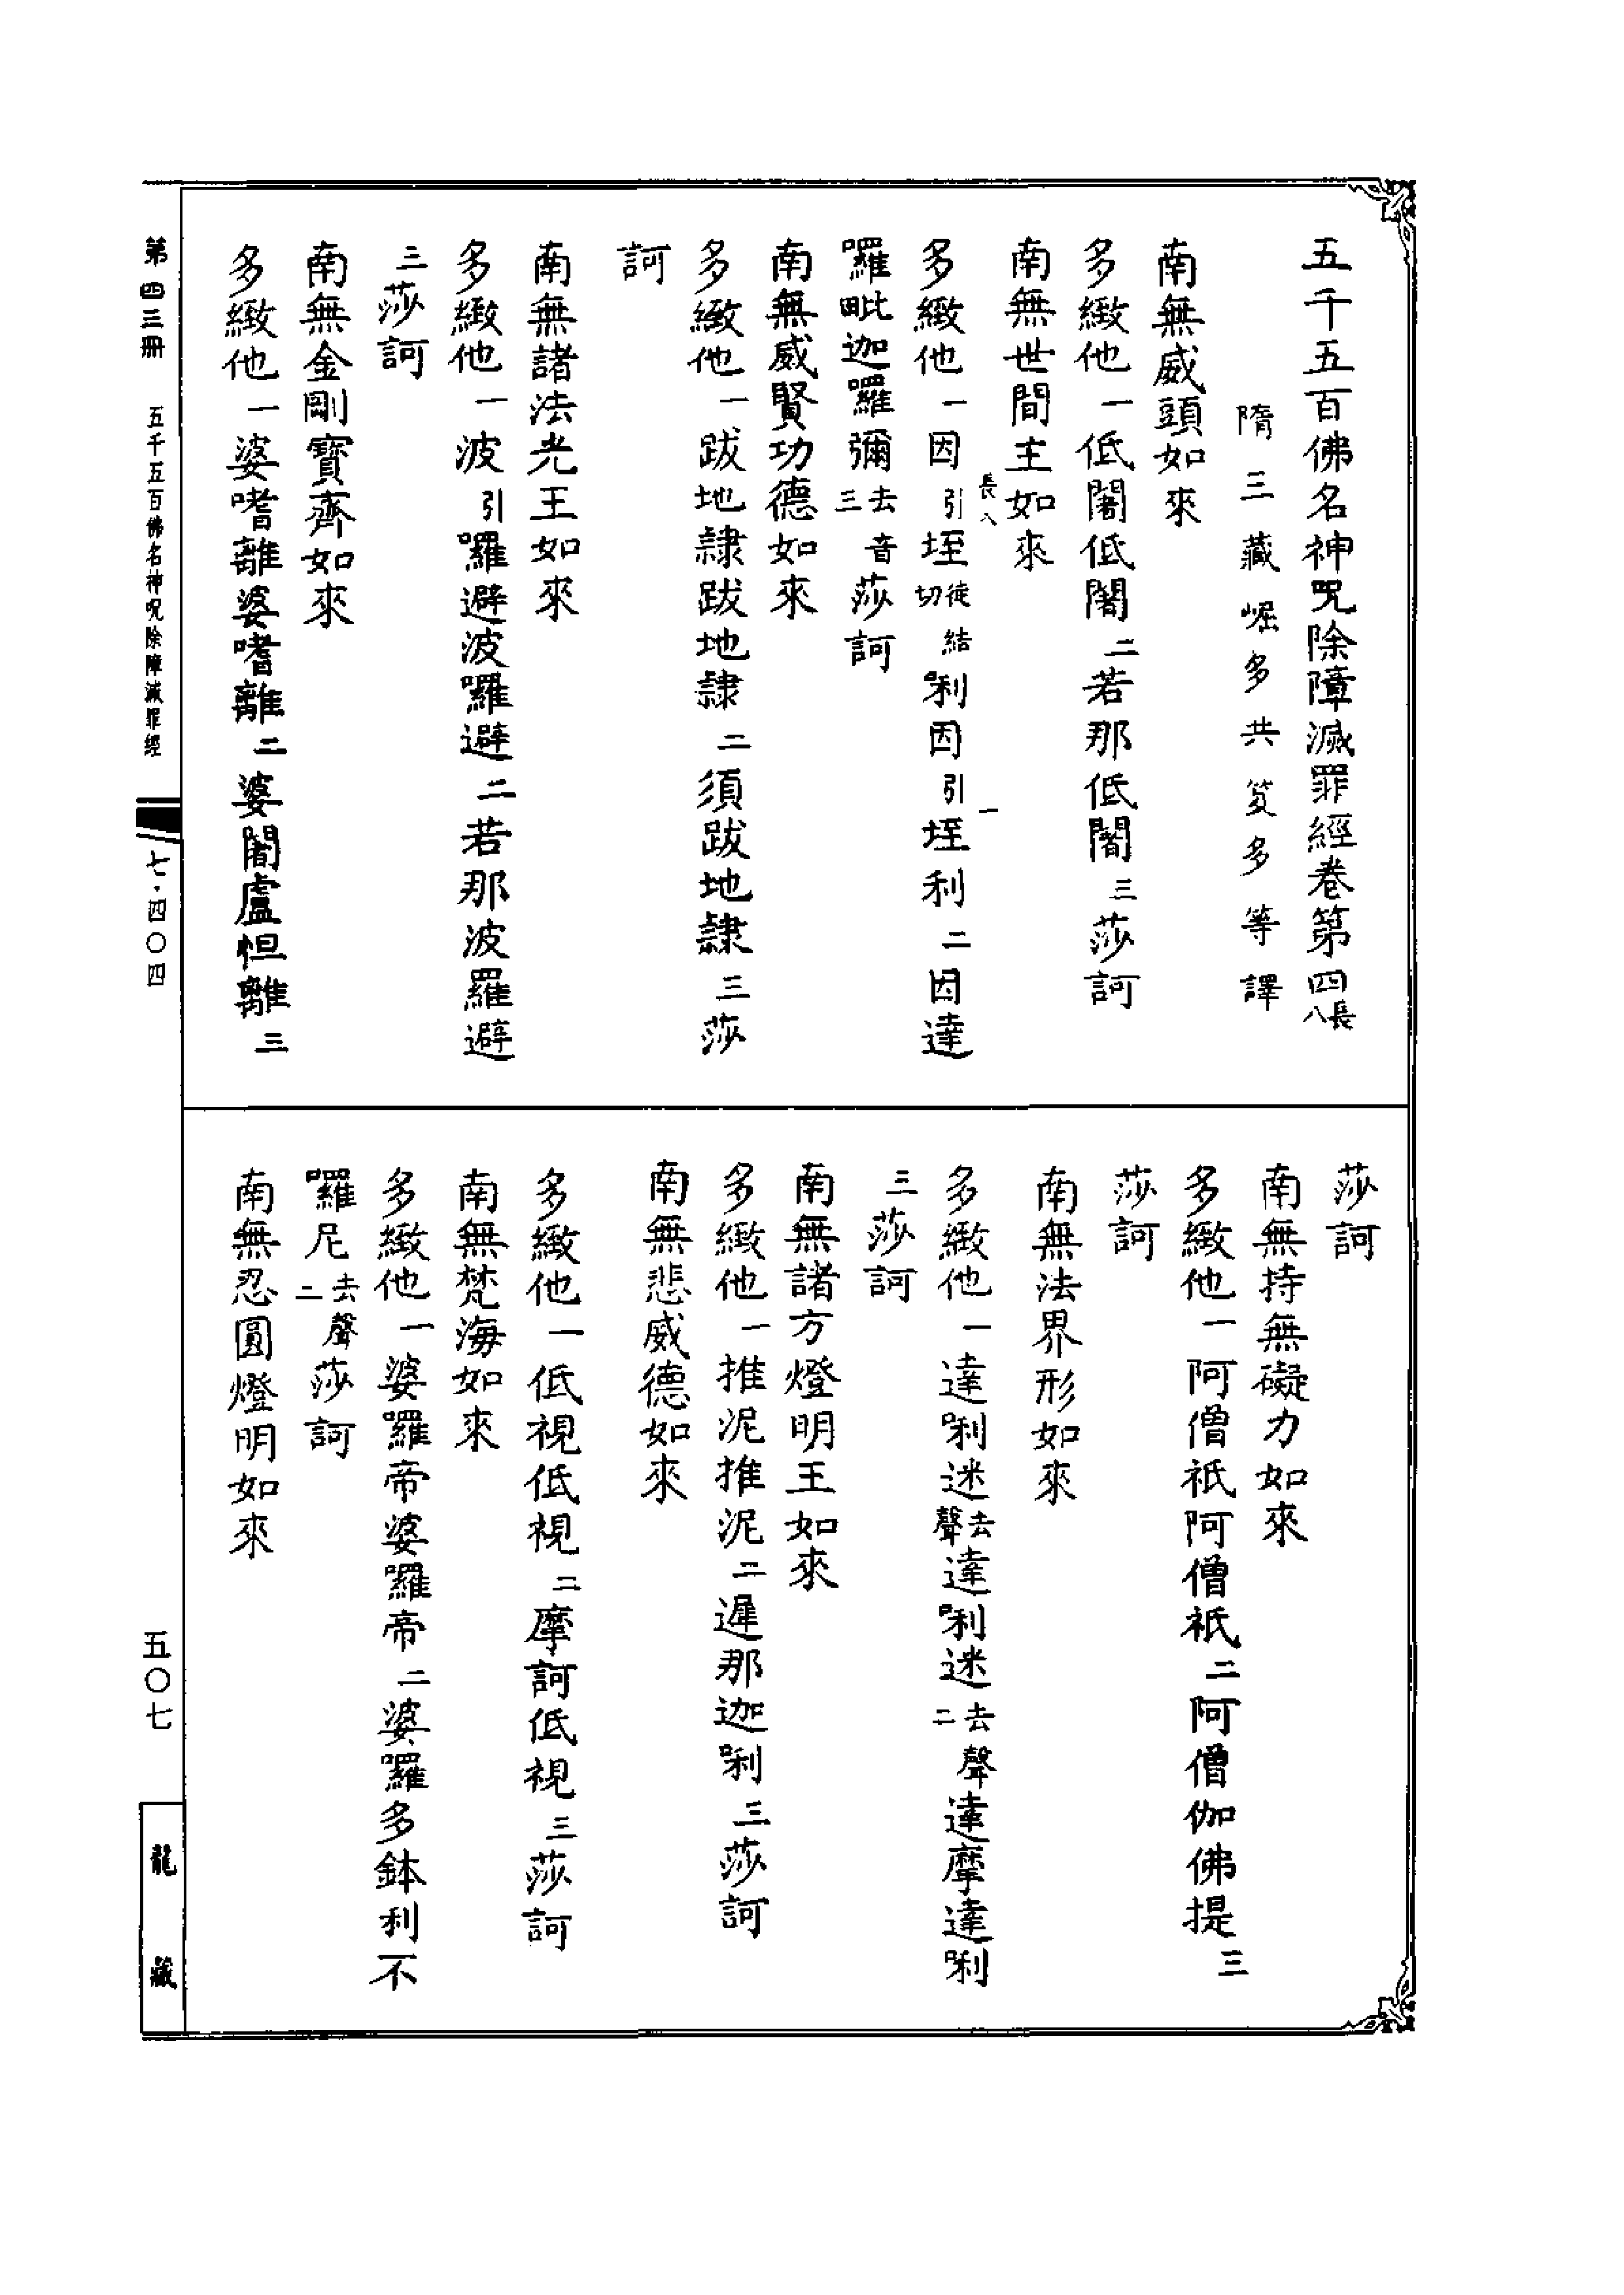 五千五百佛名神呪除障滅罪經卷第四 長八
隋三藏崛多共笈多等譯
南無威頭如來
多緻他一低闍低闍二若那低闍三莎訶
南無世間主如來
長八 一
多緻他一因引垤徒結切唎因引垤利二因達
囉毗迦囉彌去音三莎訶
南無威賢功德如來
多緻他一跋地隸跋地隸二須跋地隸三莎
訶
南無諸法光王如來
多緻他一波引囉避波囉避二若那波羅避
三莎訶
南無金剛寶齊如來
多緻他一婆嗜離婆嗜離二婆闍盧怛離三
莎訶
南無持無礙力如來
多緻他一阿僧祇阿僧祇二阿僧伽佛提三
莎訶
南無法界形如來
多緻他一達唎迷去聲達唎迷去聲二達摩達唎
三莎訶
南無諸方燈明王如來
多緻他一推泥推泥二遲那迦唎三莎訶
南無悲威德如來
多緻他一低視低視二摩訶低視三莎訶
南無梵海如來
多緻他一婆囉帝婆囉帝二婆囉多鉢利不
囉尼去聲二莎訶
南無忍圓燈明如來
第四三冊 五千五百佛名神呪除障滅罪經 七·四〇四 五〇七 龍藏